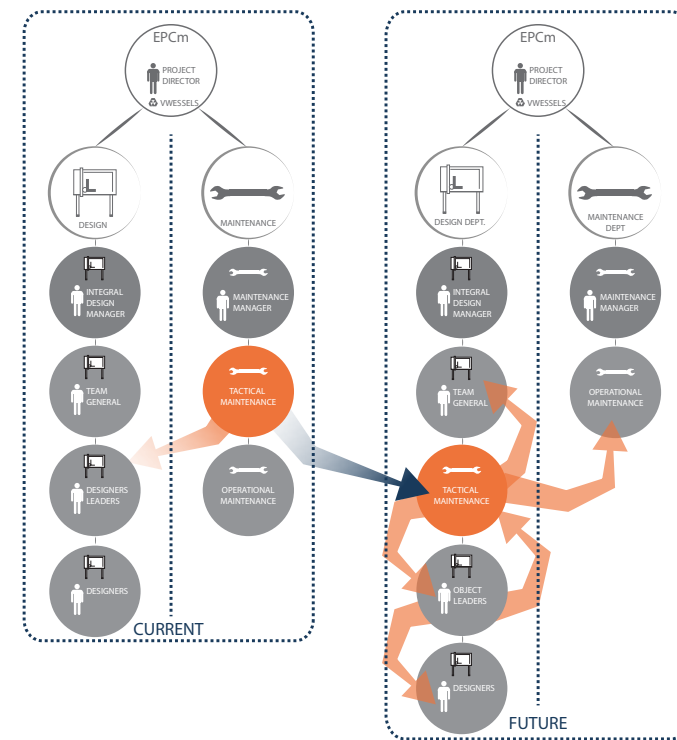 EPCm
PROJECT
DIRECTOR
VWESSELS
DESIGN
MAINTENANCE
INTEGRAL
DESIGN
MANAGER
MAINTENANCE
MANAGER
TEAM
GENERAL
TACTICAL
MAINTENANCE
DESIGNERS
LEADERS
OPERATIONAL
MAINTENANCE
DESIGNERS
CURRENT
EPCm
PROJECT
DIRECTOR
VWESSELS
DESIGN DEPT.
MAINTENANCE
DEPT
INTEGRAL
DESIGN
MANAGER
MAINTENANCE
MANAGER
TEAM
GENERAL
OPERATIONAL
MAINTENANCE
TACTICAL
MAINTENANCE
OBJECT
LEADERS
DESIGNERS
FUTURE